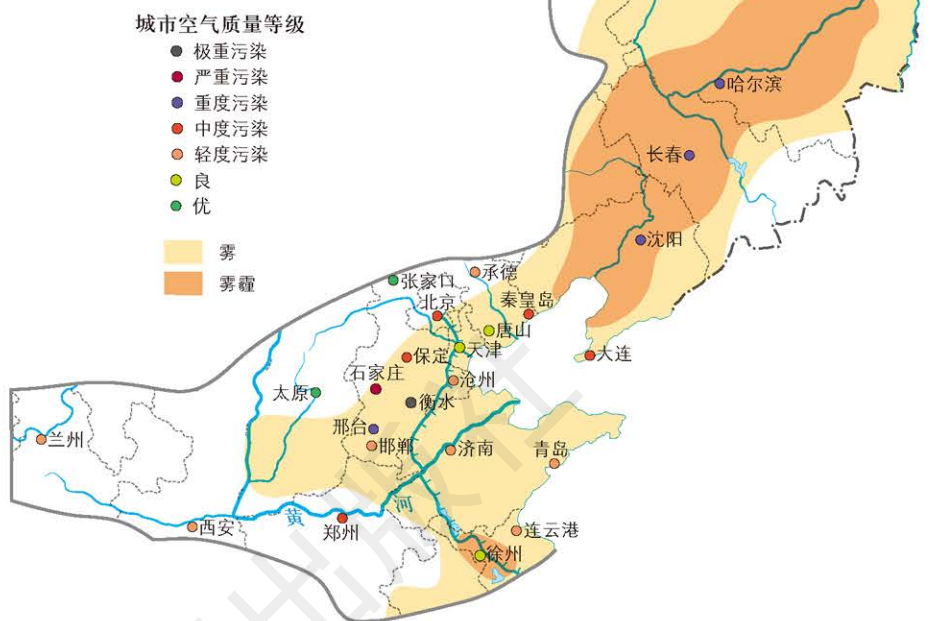 城市空气质量等级
极重污染
严重污染
重度污染
中度污染
轻度污染
良
优
雾
雾霾
哈尔滨
长春
沈阳
承德
张家口
北京
秦皇岛
唐山
天津
大连
保定
石家庄
沧州
太原
衡水
邢台
邯郸
济南
青岛
兰州
河
黄
西安
郑州
连云港
徐州
出版社